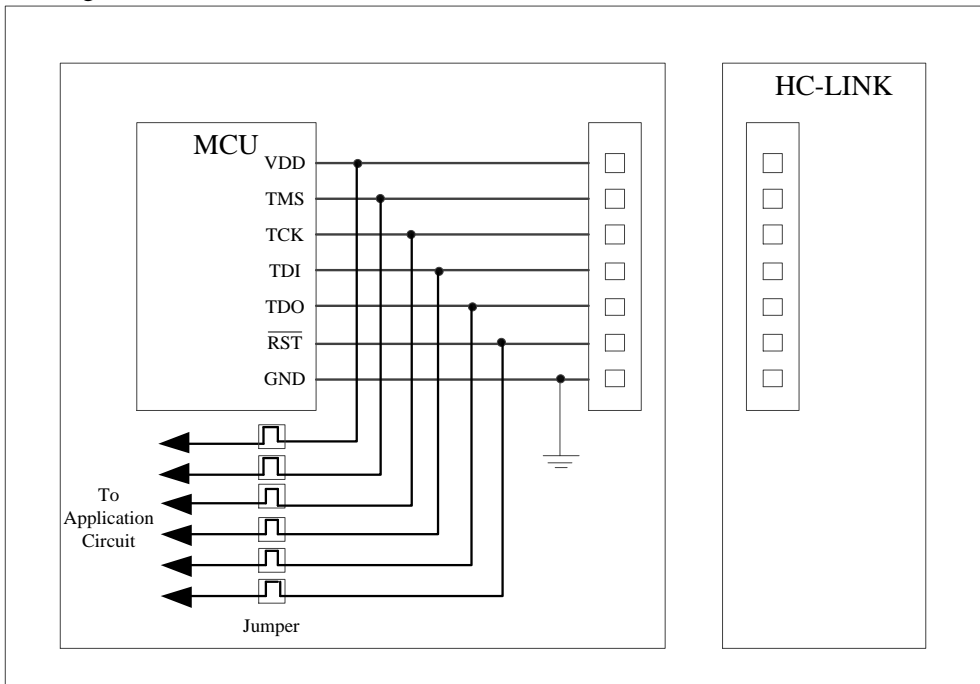 HC-LINK
MCU
VDD
TMS
TCK
TDI
TDO
RST
GND
To
Application
Circuit
Jumper